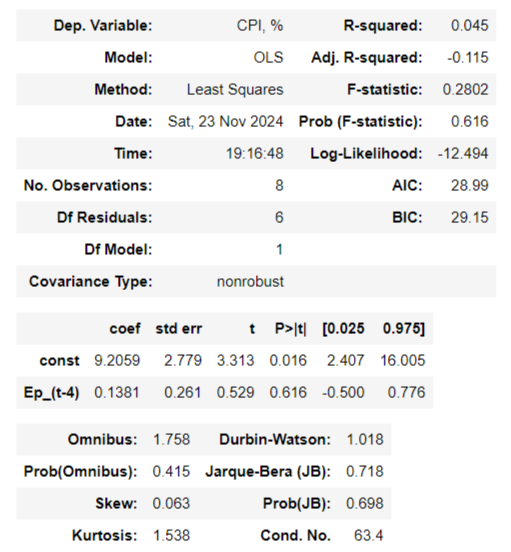 Dep. Variable: CPI, % R-squared: 0.045
Model: OLS Adj. R-squared: -0.115
Method: Least Squares F-statistic: 0.2802
Date: Sat, 23 Nov 2024 Prob (F-statistic): 0.616
Time: 19:16:48 Log-Likelihood: -12.494
No. Observations: 8 AIC: 28.99
Df Residuals: 6 BIC: 29.15
Df Model: 1
Covariance Type: nonrobust
coef std err t P>|t| [0.025 0.975]
const 9.2059 2.779 3.313 0.016 2.407 16.005
Ep_(t-4) 0.1381 0.261 0.529 0.616 -0.500 0.776
Omnibus: 1.758 Durbin-Watson: 1.018
Prob(Omnibus): 0.415 Jarque-Bera (JB): 0.718
Skew: 0.063 Prob(JB): 0.698
Kurtosis: 1.538 Cond. No. 63.4